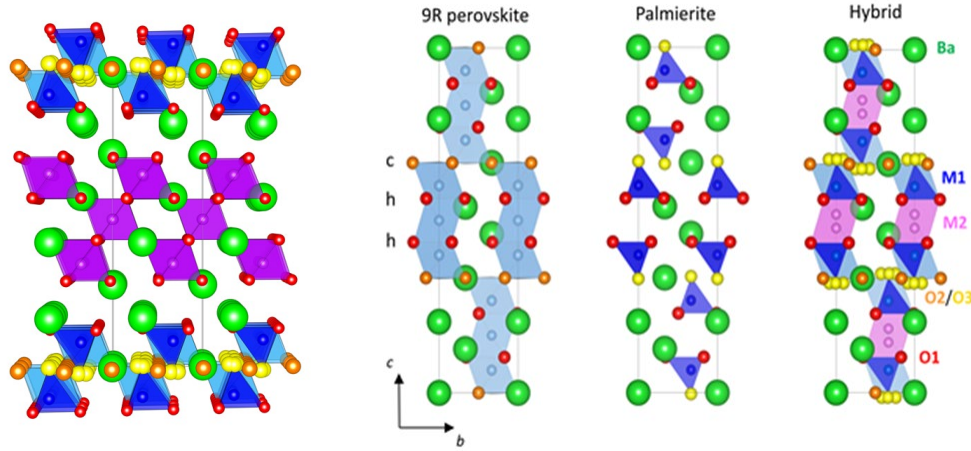 9R perovskite
Palmierite
Hybrid
Ba
c
h
h
M1
M2
O2/O3
O1
c
b